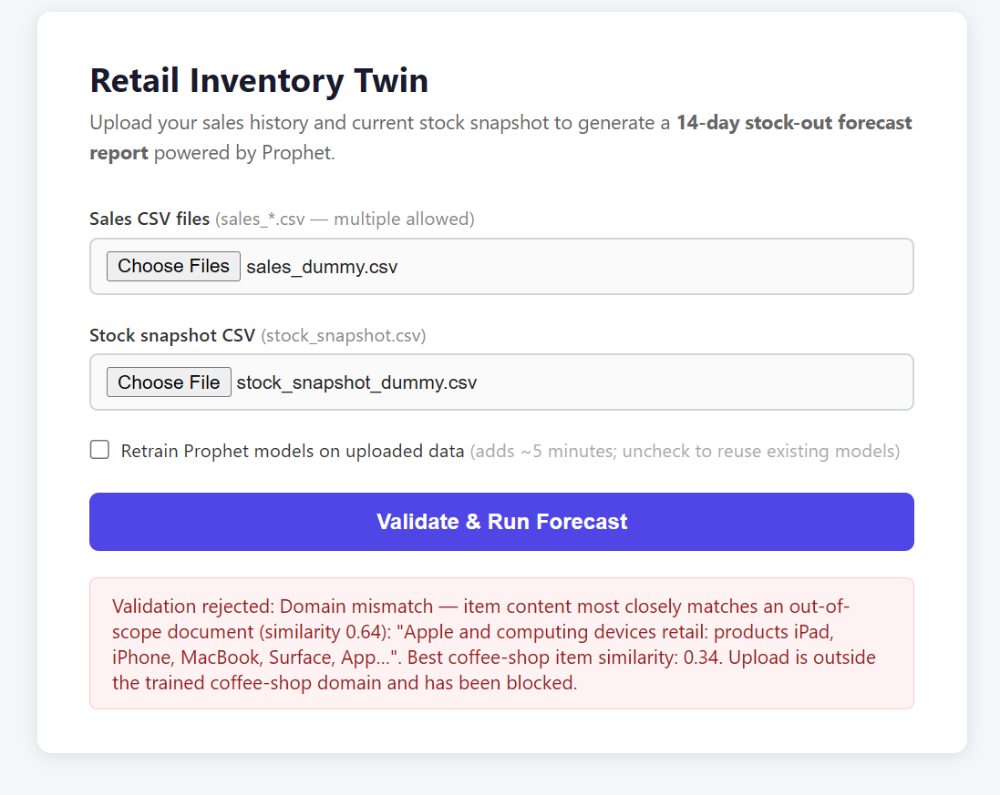 Retail Inventory Twin
Upload your sales history and current stock snapshot to generate a 14-day stock-out forecast
report powered by Prophet.
Sales CSV files (sales_*.csv — multiple allowed)
Choose Files sales_dummy.csv
Stock snapshot CSV (stock_snapshot.csv)
Choose File stock_snapshot_dummy.csv
Retrain Prophet models on uploaded data (adds ~5 minutes; uncheck to reuse existing models)
Validate & Run Forecast
Validation rejected: Domain mismatch — item content most closely matches an out-of-
scope document (similarity 0.64): "Apple and computing devices retail: products iPad,
iPhone, MacBook, Surface, App...". Best coffee-shop item similarity: 0.34. Upload is outside
the trained coffee-shop domain and has been blocked.